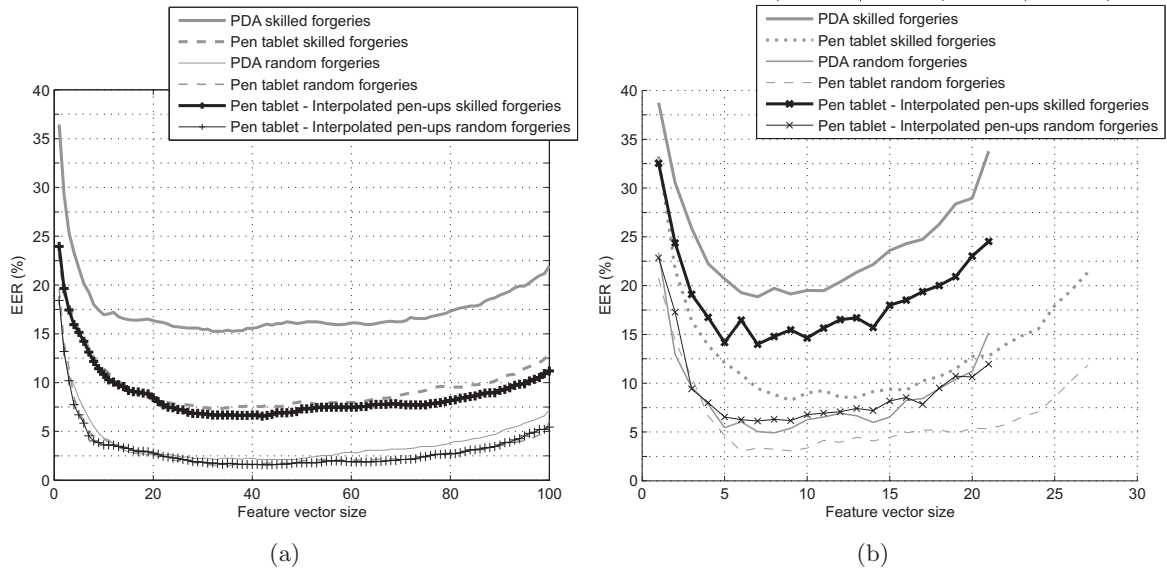 PDA skilled forgeries
Pen tablet skilled forgeries
PDA random forgeries
Pen tablet random forgeries
Pen tablet - Interpolated pen-ups skilled forgeries
Pen tablet - Interpolated pen-ups random forgeries
40
35
30
25
20
15
10
5
0
EER (%)
0 20 40 60 80 100
Feature vector size
(a)
PDA skilled forgeries
Pen tablet skilled forgeries
PDA random forgeries
Pen tablet random forgeries
Pen tablet - Interpolated pen-ups skilled forgeries
Pen tablet - Interpolated pen-ups random forgeries
40
35
30
25
20
15
10
5
0
EER (%)
0 5 10 15 20 25 30
Feature vector size
(b)